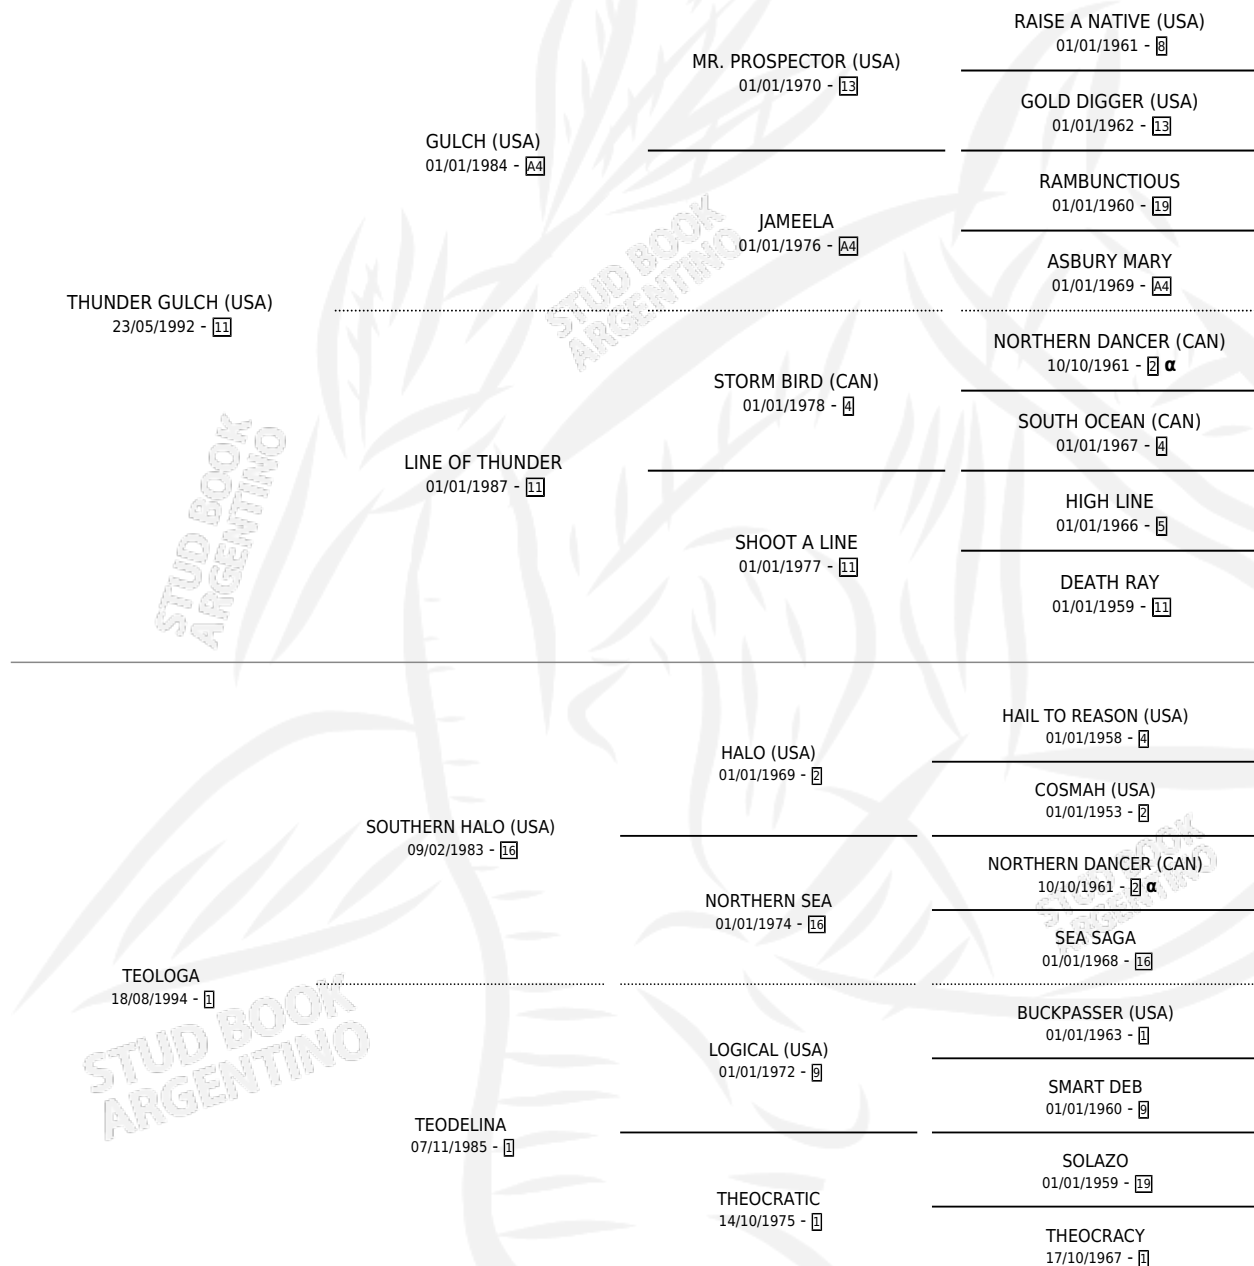 RAISE A NATIVE (USA)
01/01/1961 - 8
MR. PROSPECTOR (USA)
01/01/1970 - 13
GOLD DIGGER (USA)
01/01/1962 - 13
GULCH (USA)
01/01/1984 - A4
RAMBUNCTIOUS
01/01/1960 - 19
JAMEELA
01/01/1976 - A4
ASBURY MARY
01/01/1969 - A4
THUNDER GULCH (USA)
23/05/1992 - 11
NORTHERN DANCER (CAN)
10/10/1961 - 2 α
STORM BIRD (CAN)
01/01/1978 - 4
SOUTH OCEAN (CAN)
01/01/1967 - 4
LINE OF THUNDER
01/01/1987 - 11
HIGH LINE
01/01/1966 - 5
SHOOT A LINE
01/01/1977 - 11
DEATH RAY
01/01/1959 - 11
HAIL TO REASON (USA)
01/01/1958 - 4
HALO (USA)
01/01/1969 - 2
COSMAH (USA)
01/01/1953 - 2
SOUTHERN HALO (USA)
09/02/1983 - 16
NORTHERN DANCER (CAN)
10/10/1961 - 2 α
NORTHERN SEA
01/01/1974 - 16
SEA SAGA
01/01/1968 - 16
TEOLOGA
18/08/1994 - 1
BUCKPASSER (USA)
01/01/1963 - 1
LOGICAL (USA)
01/01/1972 - 9
SMART DEB
01/01/1960 - 9
TEODELINA
07/11/1985 - 1
SOLAZO
01/01/1959 - 19
THEOCRATIC
14/10/1975 - 1
THEOCRACY
17/10/1967 - 1
STUD BOOK
ARGENTINO
STUD BOOK
ARGENTINO
STUD BOOK
ARGENTINO
STUD BOOK
ARGENTINO